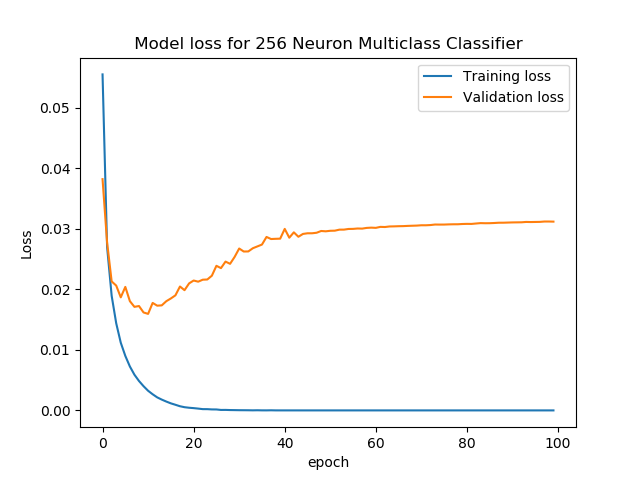 Model loss for 256 Neuron Multiclass Classifier
Training loss
Validation loss
0.05
0.04
0.03
0.02
0.01
0.00
Loss
0
20
40
60
80
100
epoch